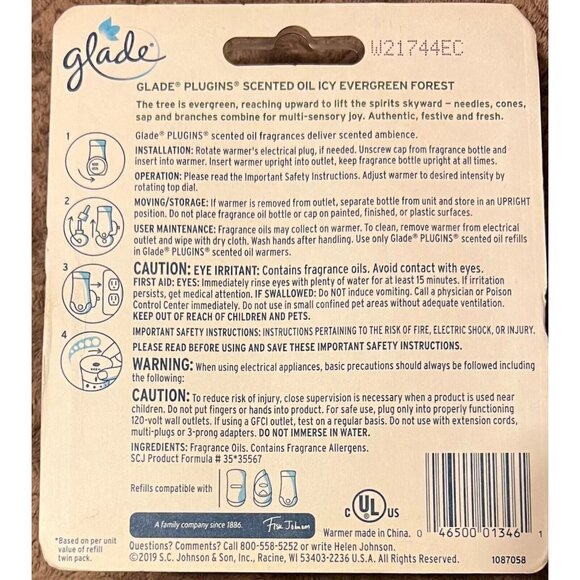 glade
W21744EC
GLADE® PLUGINS® SCENTED OIL ICY EVERGREEN FOREST
The tree is evergreen, reaching upward to lift the spirits skyward – needles, cones,
sap and branches combine for multi-sensory joy. Authentic, festive and fresh.
Glade® PLUGINS® scented oil fragrances deliver scented ambience.
1
INSTALLATION: Rotate warmer's electrical plug, if needed. Unscrew cap from fragrance bottle and
insert into warmer. Insert warmer upright into outlet, keep fragrance bottle upright at all times.
OPERATION: Please read the Important Safety Instructions. Adjust warmer to desired intensity by
rotating top dial.
2
MOVING/STORAGE: If warmer is removed from outlet, separate bottle from unit and store in an UPRIGHT
position. Do not place fragrance oil bottle or cap on painted, finished, or plastic surfaces.
USER MAINTENANCE: Fragrance oils may collect on warmer. To clean, remove warmer from electrical
outlet and wipe with dry cloth. Wash hands after handling. Use only Glade® PLUGINS® scented oil refills
in Glade® PLUGINS® scented oil warmers.
3
CAUTION: EYE IRRITANT: Contains fragrance oils. Avoid contact with eyes.
FIRST AID: EYES: Immediately rinse eyes with plenty of water for at least 15 minutes. If irritation
persists, get medical attention. IF SWALLOWED: Do NOT induce vomiting. Call a physician or Poison
Control Center immediately. Do not use in small confined pet areas without adequate ventilation.
KEEP OUT OF REACH OF CHILDREN AND PETS.
4
IMPORTANT SAFETY INSTRUCTIONS: INSTRUCTIONS PERTAINING TO THE RISK OF FIRE, ELECTRIC SHOCK, OR INJURY.
PLEASE READ BEFORE USING AND SAVE THESE IMPORTANT SAFETY INSTRUCTIONS.
WARNING: When using electrical appliances, basic precautions should always be followed including
the following:
CAUTION: To reduce risk of injury, close supervision is necessary when a product is used near
children. Do not put fingers or hands into product. For safe use, plug only into properly functioning
120-volt wall outlets. If using a GFCI outlet, test on a regular basis. Do not use with extension cords,
multi-plugs or 3-prong adapters. DO NOT IMMERSE IN WATER.
INGREDIENTS: Fragrance Oils. Contains Fragrance Allergens.
SCJ Product Formula # 35*35567
Refills compatible with
A family company since 1886.
Fisk Johnson
C UL US
Warmer made in China.
0 46500 01346 1
*Based on per unit
value of refill
twin pack.
Questions? Comments? Call 800-558-5252 or write Helen Johnson.
©2019 S.C. Johnson & Son, Inc., Racine, WI 53403-2236 U.S.A. All Rights Reserved.
1087058